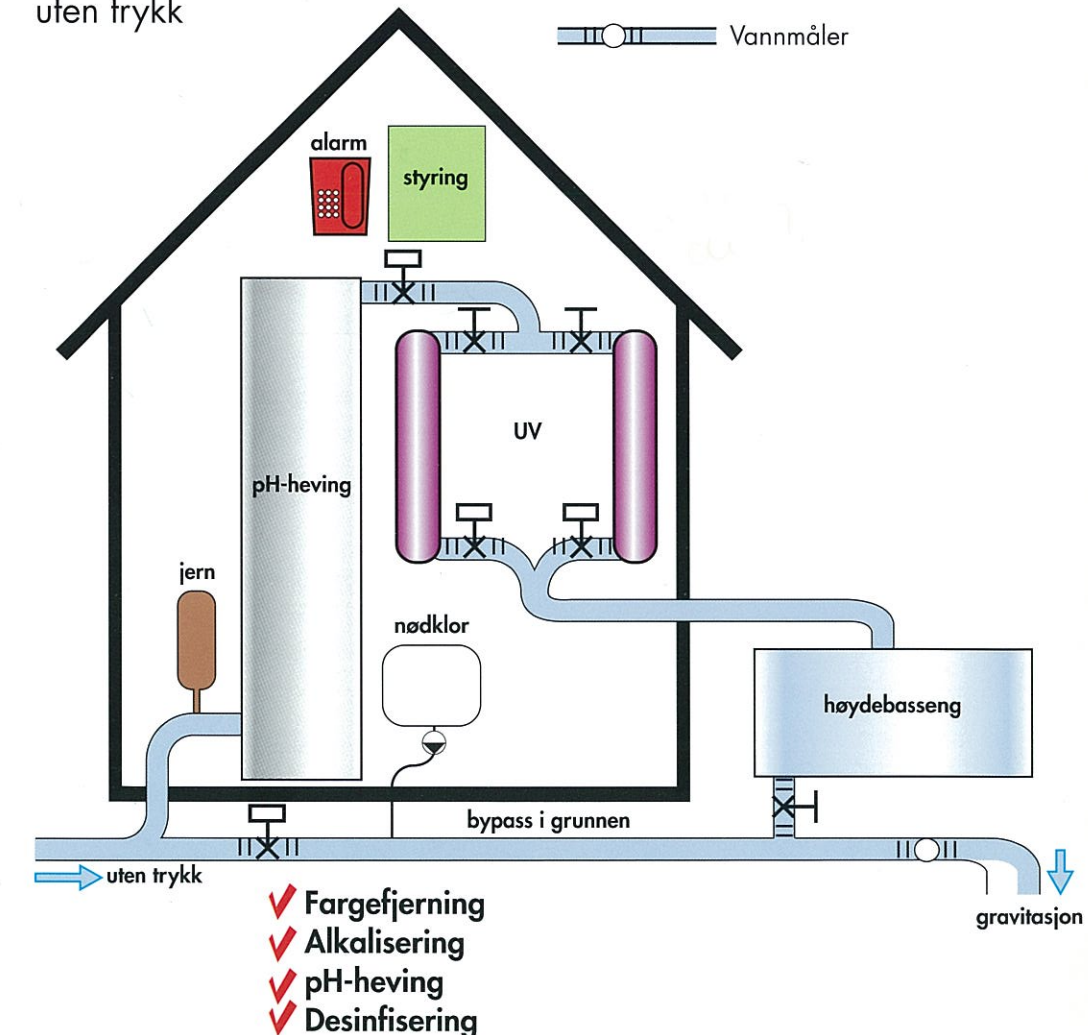 uten trykk
Vannmåler
alarm
styring
UV
pH-heving
jern
nødklor
høydebasseng
bypass i grunnen
uten trykk
gravitasjon
Fargefjerning
Alkalisering
pH-heving
Desinfisering